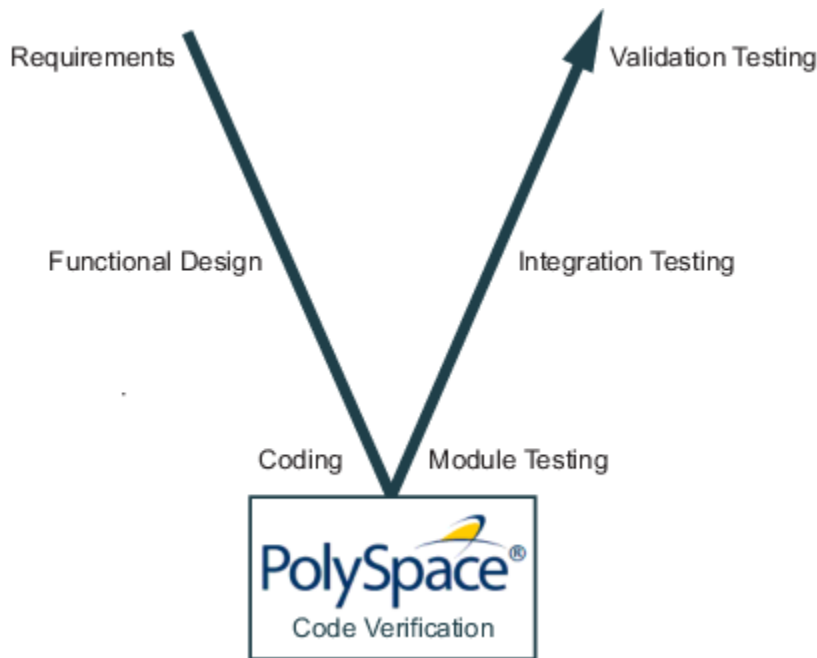 Requirements
Validation Testing
Functional Design
Integration Testing
Coding
Module Testing
PolySpace®
Code Verification